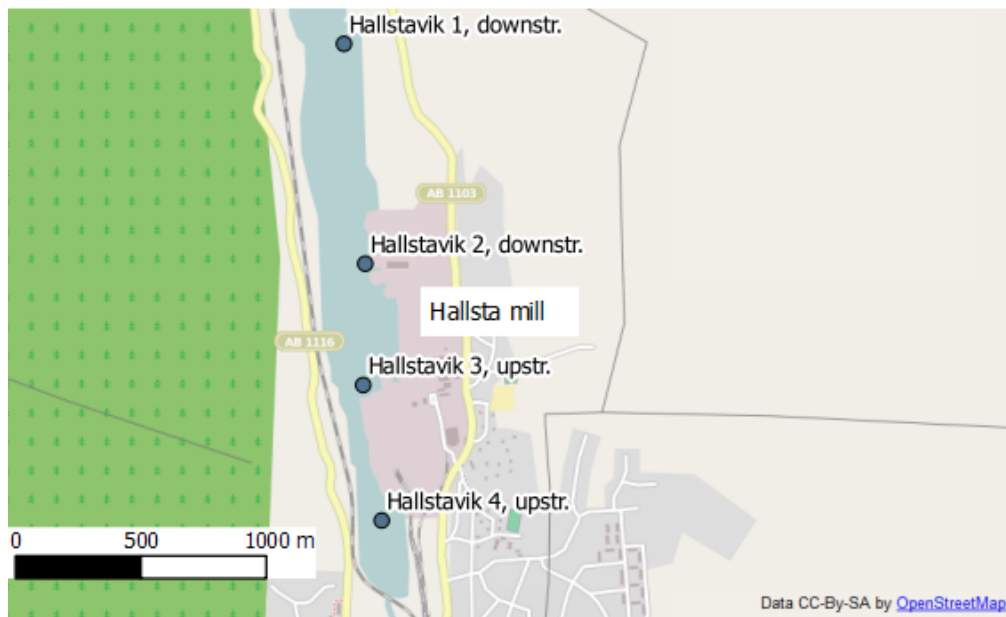 Hallstavik 1, downstr.
AB 1103
Hallstavik 2, downstr.
Hallsta mill
AB 1116
Hallstavik 3, upstr.
Hallstavik 4, upstr.
0 500 1000 m
Data CC-By-SA by OpenStreetMap